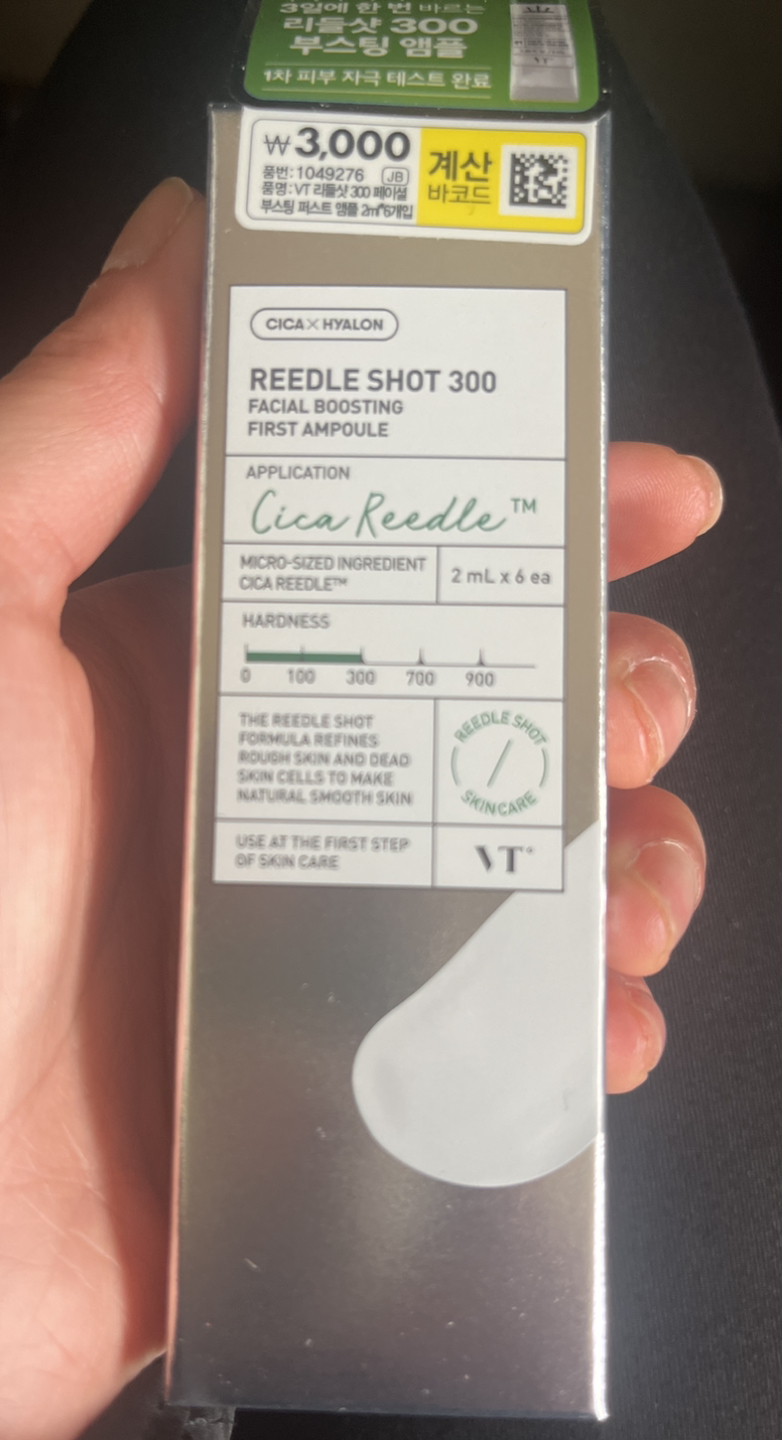 3일에 한 번 바르는
리들샷 300
부스팅 앰플
1차 피부 자극 테스트 완료
VT
₩3,000
품번:1049276 JB
품명:VT 리들샷 300 페이셜
부스팅 퍼스트 앰플 2ml*6개입
계산
바코드
CICA×HYALON
REEDLE SHOT 300
FACIAL BOOSTING
FIRST AMPOULE
APPLICATION
Cica Reedle™
MICRO-SIZED INGREDIENT
CICA REEDLE™
2 mL x 6 ea
HARDNESS
0 100 300 700 900
THE REEDLE SHOT
FORMULA REFINES
ROUGH SKIN AND DEAD
SKIN CELLS TO MAKE
NATURAL SMOOTH SKIN
REEDLE SHOT
SKINCARE
USE AT THE FIRST STEP
OF SKIN CARE
VT